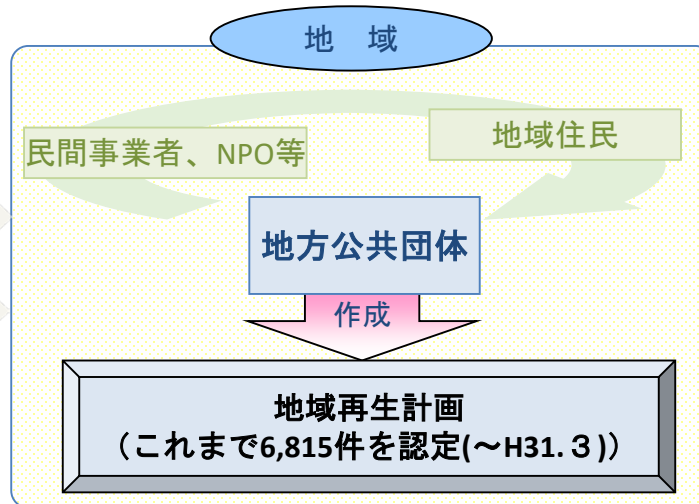 地　域
民間事業者、NPO等
地域住民
地方公共団体
作成
地域再生計画
（これまで6,815件を認定(～H31.３)）